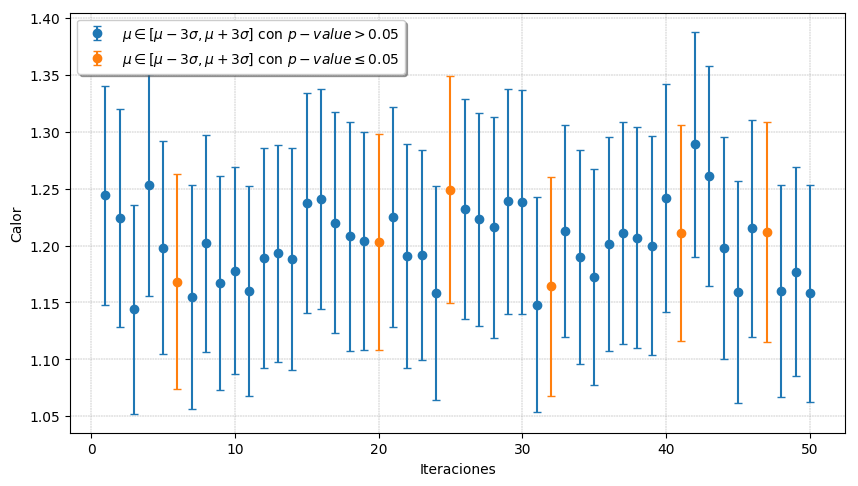 1.40
μ ∈ [μ − 3σ, μ + 3σ] con p − value > 0.05
μ ∈ [μ − 3σ, μ + 3σ] con p − value ≤ 0.05
1.35
1.30
1.25
1.20
1.15
1.10
1.05
Calor
0 10 20 30 40 50
Iteraciones